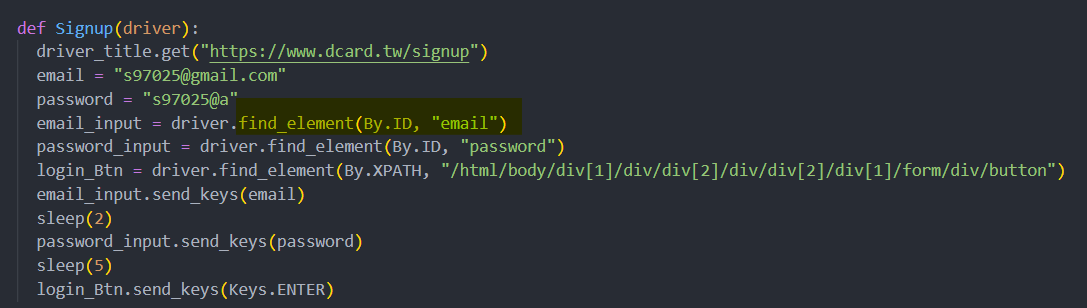 def Signup(driver):
driver_title.get("https://www.dcard.tw/signup")
email = "s97025@gmail.com"
password = "s97025@a"
email_input = driver.find_element(By.ID, "email")
password_input = driver.find_element(By.ID, "password")
login_Btn = driver.find_element(By.XPATH, "/html/body/div[1]/div/div[2]/div/div[2]/div[1]/form/div/button")
email_input.send_keys(email)
sleep(2)
password_input.send_keys(password)
sleep(5)
login_Btn.send_keys(Keys.ENTER)